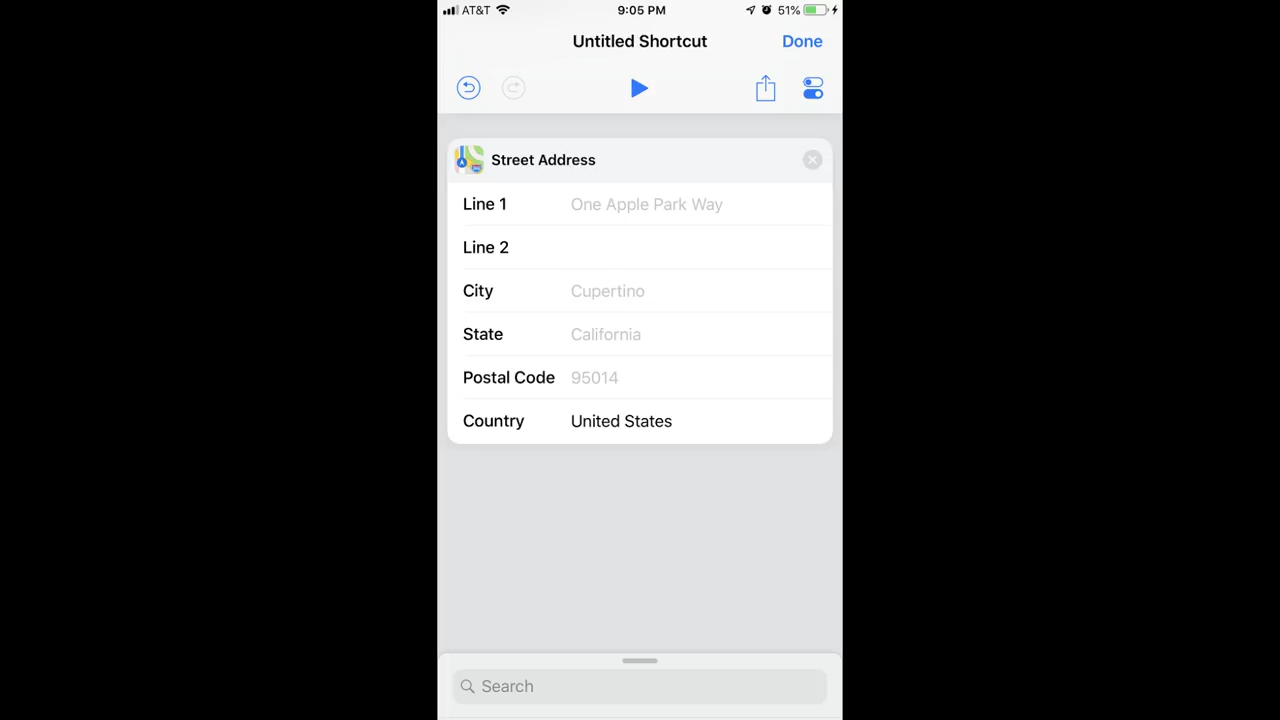 AT&T 9:05 PM 51%
Untitled Shortcut Done
Street Address
Line 1 One Apple Park Way
Line 2
City Cupertino
State California
Postal Code 95014
Country United States
Search